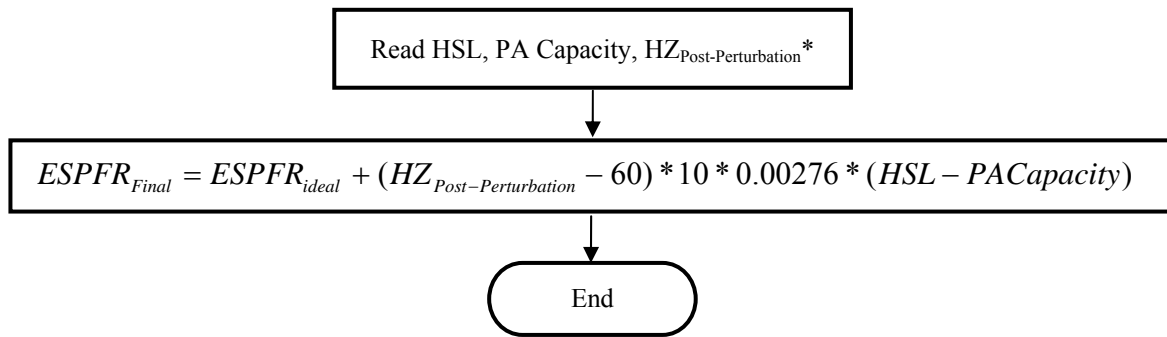 Read HSL, PA Capacity, HZPost-Perturbation*
ESPFRFinal = ESPFRideal + (HZPost-Perturbation − 60) * 10 * 0.00276 * (HSL − PACapacity)
End